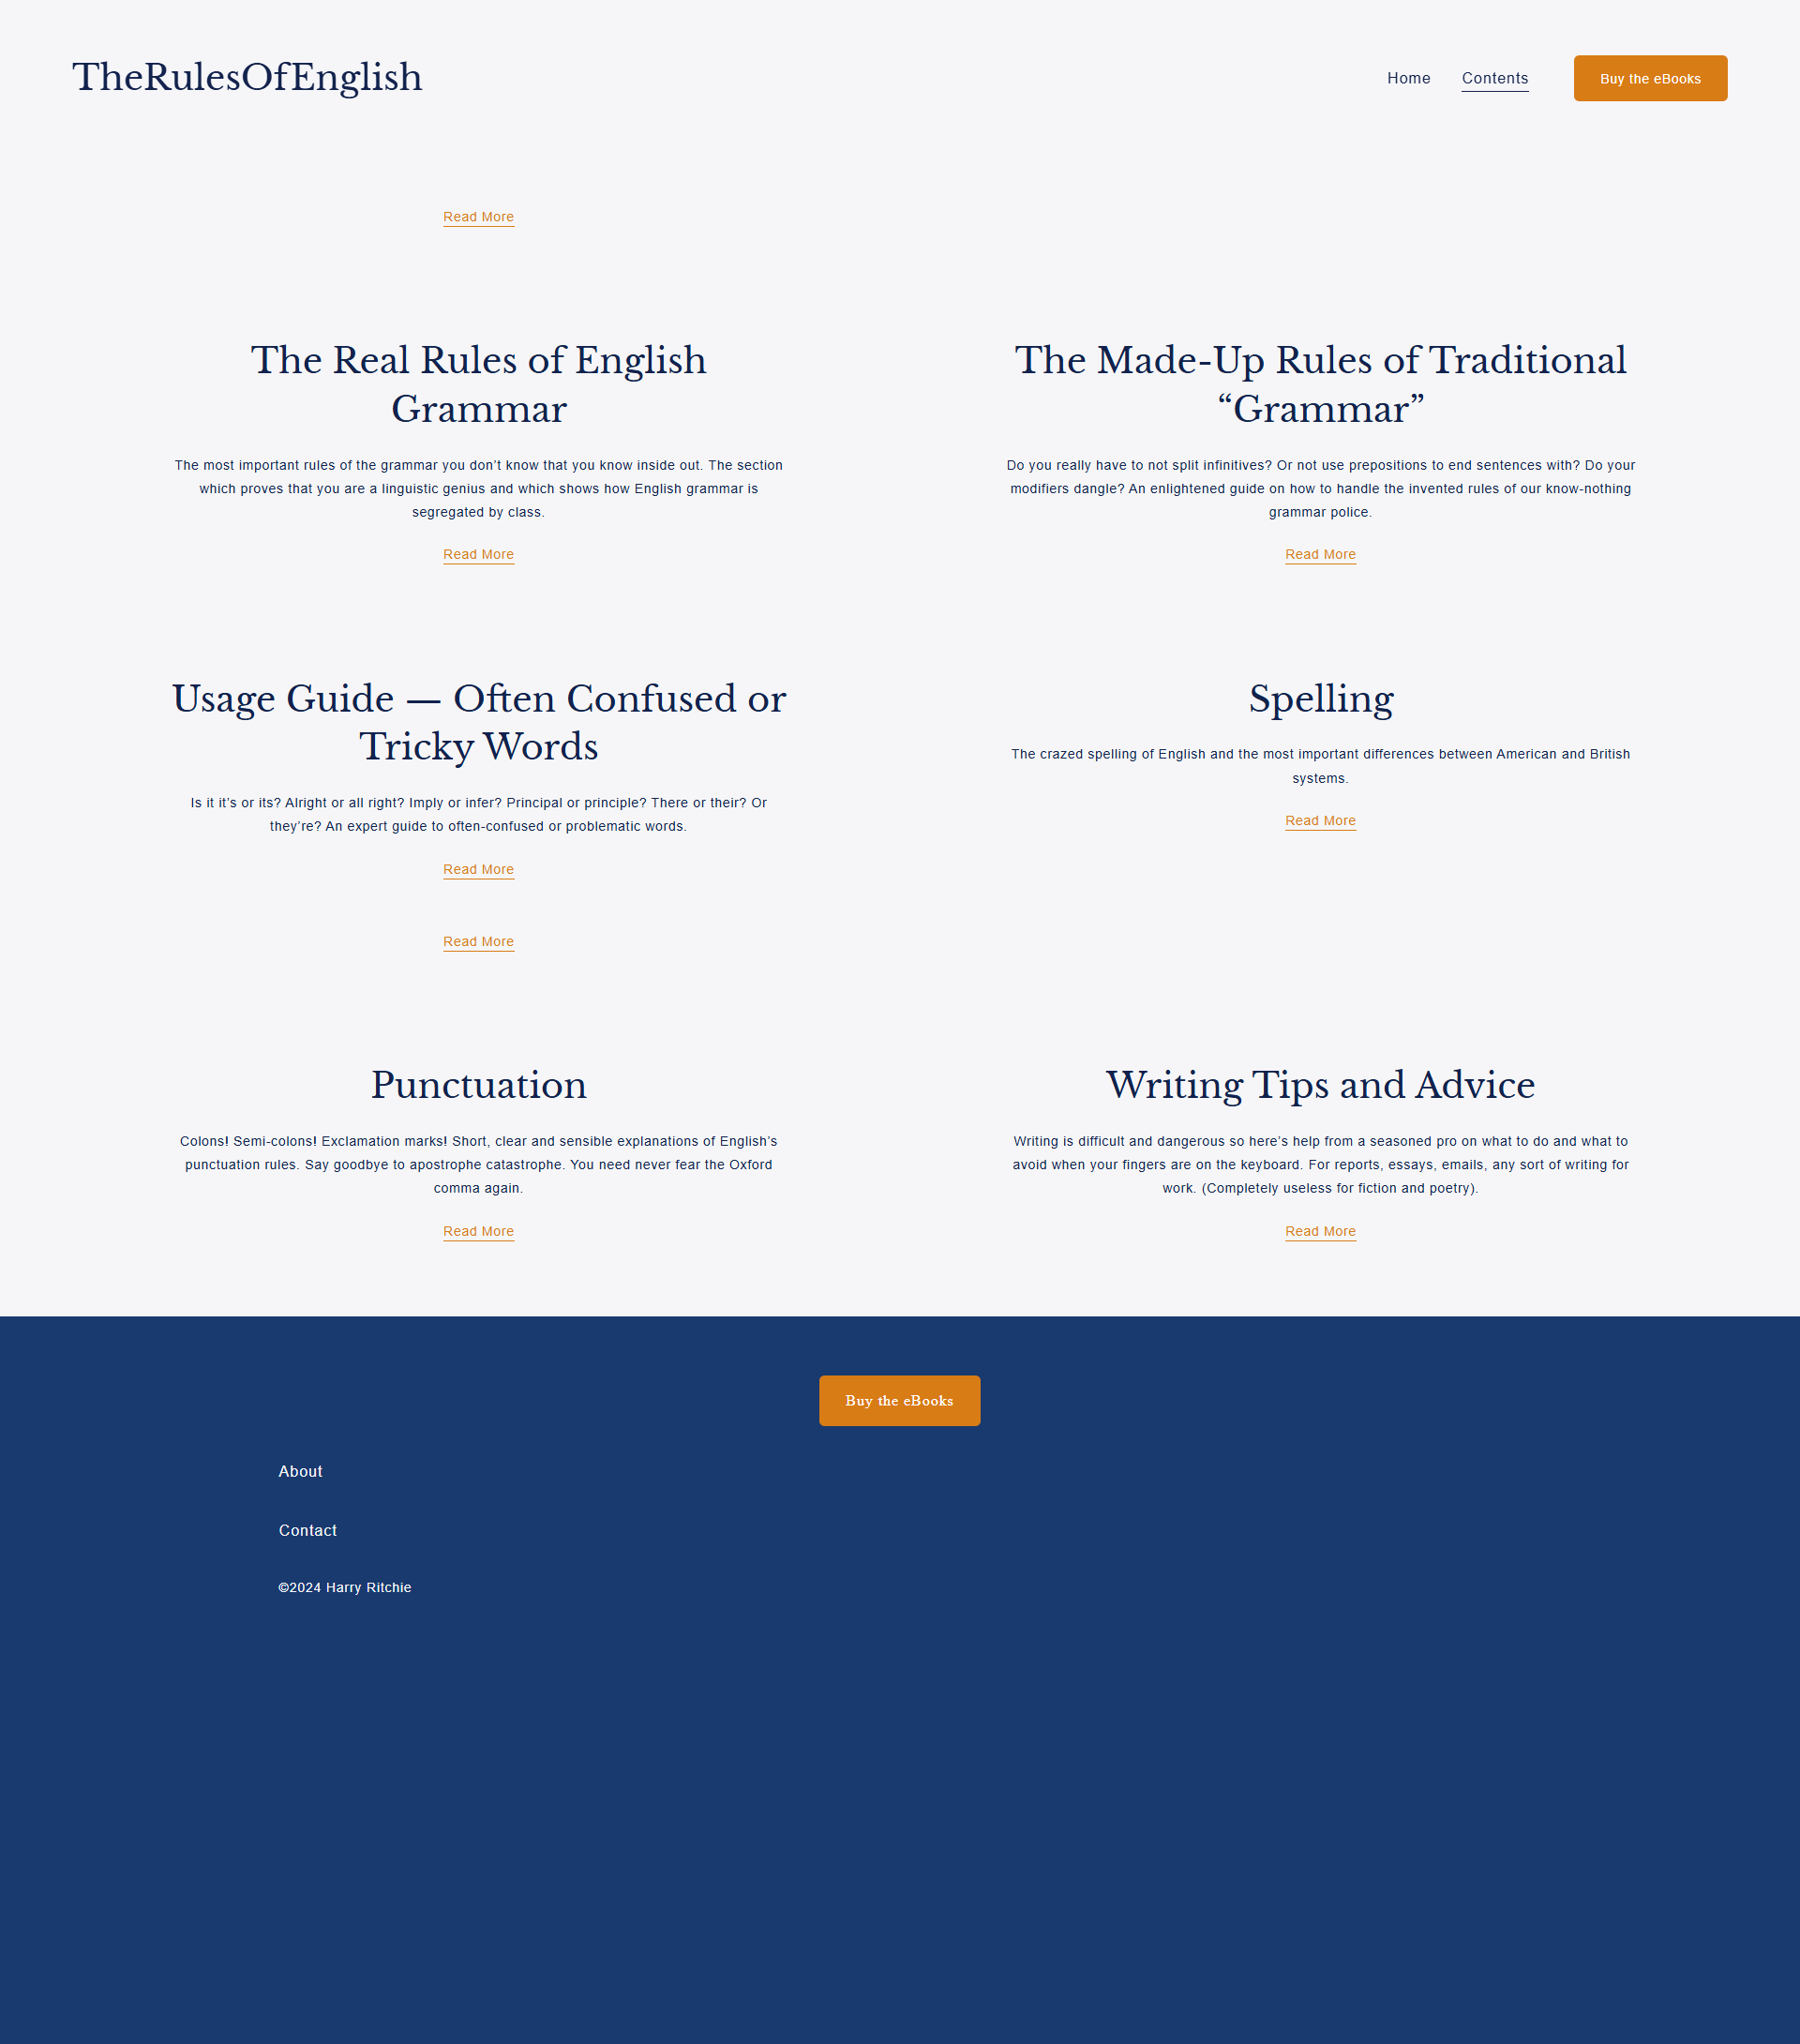 TheRulesOfEnglish
Home
Contents
Buy the eBooks
Read More
The Real Rules of English
Grammar
The most important rules of the grammar you don’t know that you know inside out. The section
which proves that you are a linguistic genius and which shows how English grammar is
segregated by class.
Read More
The Made-Up Rules of Traditional
“Grammar”
Do you really have to not split infinitives? Or not use prepositions to end sentences with? Do your
modifiers dangle? An enlightened guide on how to handle the invented rules of our know-nothing
grammar police.
Read More
Usage Guide — Often Confused or
Tricky Words
Is it it’s or its? Alright or all right? Imply or infer? Principal or principle? There or their? Or
they’re? An expert guide to often-confused or problematic words.
Read More
Spelling
The crazed spelling of English and the most important differences between American and British
systems.
Read More
Read More
Punctuation
Colons! Semi-colons! Exclamation marks! Short, clear and sensible explanations of English’s
punctuation rules. Say goodbye to apostrophe catastrophe. You need never fear the Oxford
comma again.
Read More
Writing Tips and Advice
Writing is difficult and dangerous so here’s help from a seasoned pro on what to do and what to
avoid when your fingers are on the keyboard. For reports, essays, emails, any sort of writing for
work. (Completely useless for fiction and poetry).
Read More
Buy the eBooks
About
Contact
©2024 Harry Ritchie